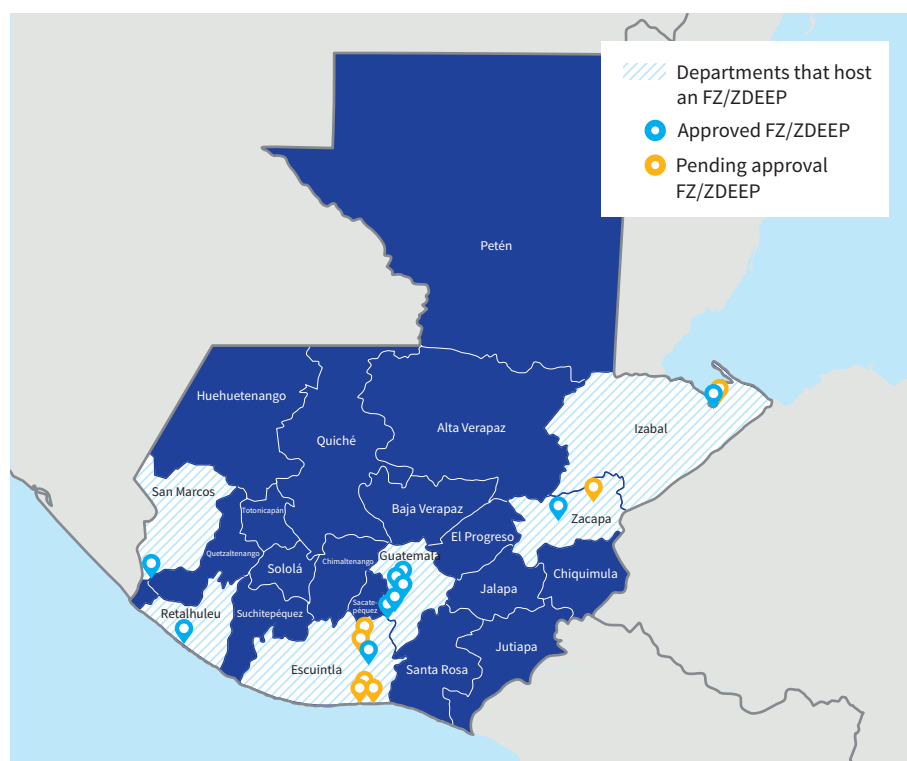 Departments that host
an FZ/ZDEEP
Approved FZ/ZDEEP
Pending approval
FZ/ZDEEP
Petén
Huehuetenango
Quiché
Alta Verapaz
Izabal
San Marcos
Totonicapán
Baja Verapaz
Zacapa
El Progreso
Quetzaltenango
Sololá
Chimaltenango
Guatemala
Chiquimula
Jalapa
Retalhuleu
Suchitepéquez
Sacate-
péquez
Jutiapa
Escuintla
Santa Rosa